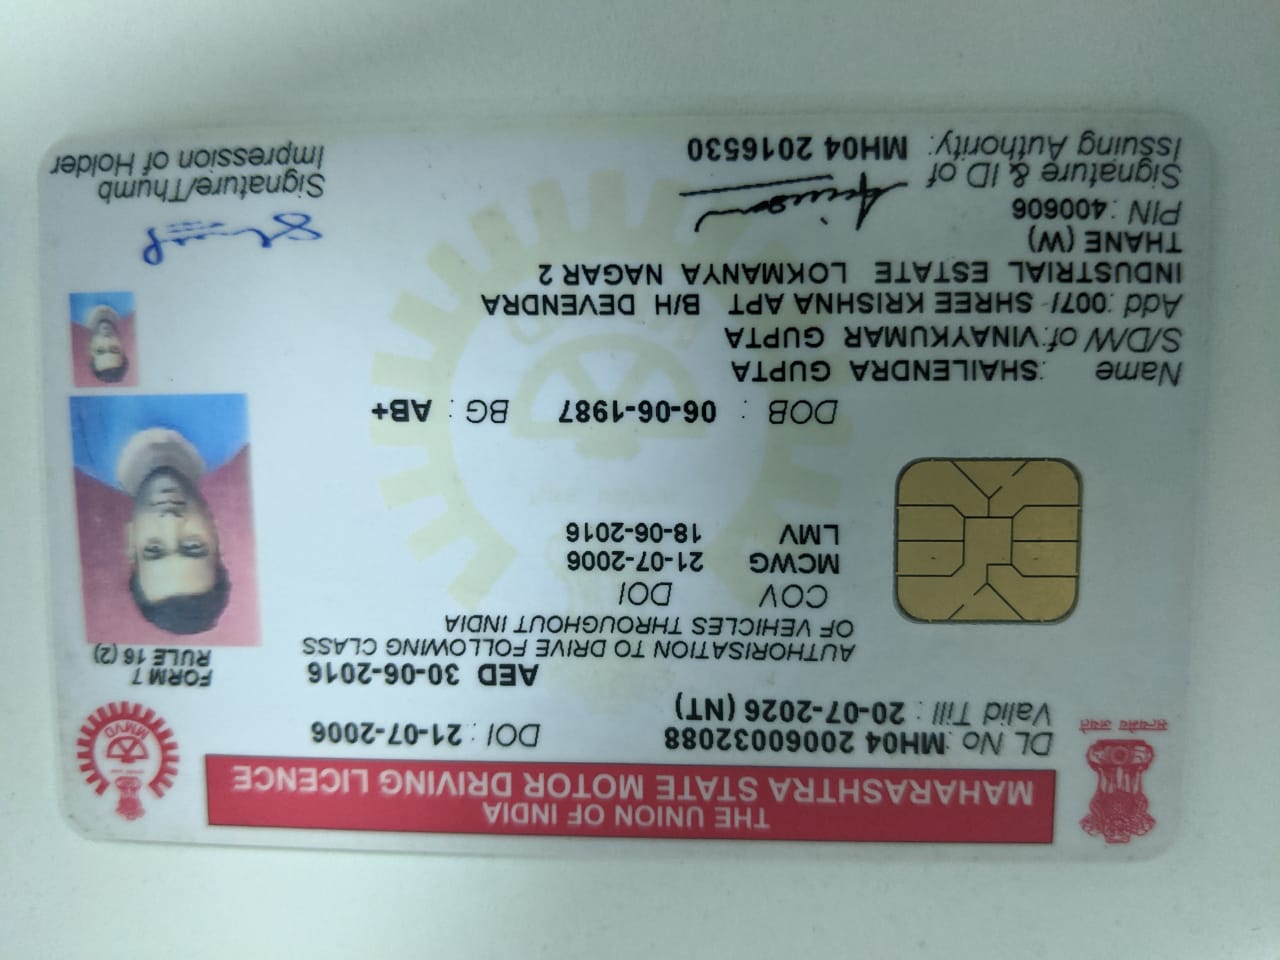 THE UNION OF INDIA
MAHARASHTRA STATE MOTOR DRIVING LICENCE
सत्यमेव जयते
MMVD
DL No :MH04 20060032088 DOI : 21-07-2006
Valid Till : 20-07-2026 (NT)
AED 30-06-2016
FORM 7
RULE 16 (2)
AUTHORISATION TO DRIVE FOLLOWING CLASS
OF VEHICLES THROUGHOUT INDIA
COV DOI
MCWG 21-07-2006
LMV 18-06-2016
DOB : 06-06-1987 BG : AB+
Name :SHAILENDRA GUPTA
S/D/W of:VINAYKUMAR GUPTA
Add :007/ SHREE KRISHNA APT B/H DEVENDRA
INDUSTRIAL ESTATE LOKMANYA NAGAR 2
THANE (W)
PIN :400606
Signature & ID of
Issuing Authority: MH04 2016530
Signature/Thumb
Impression of Holder